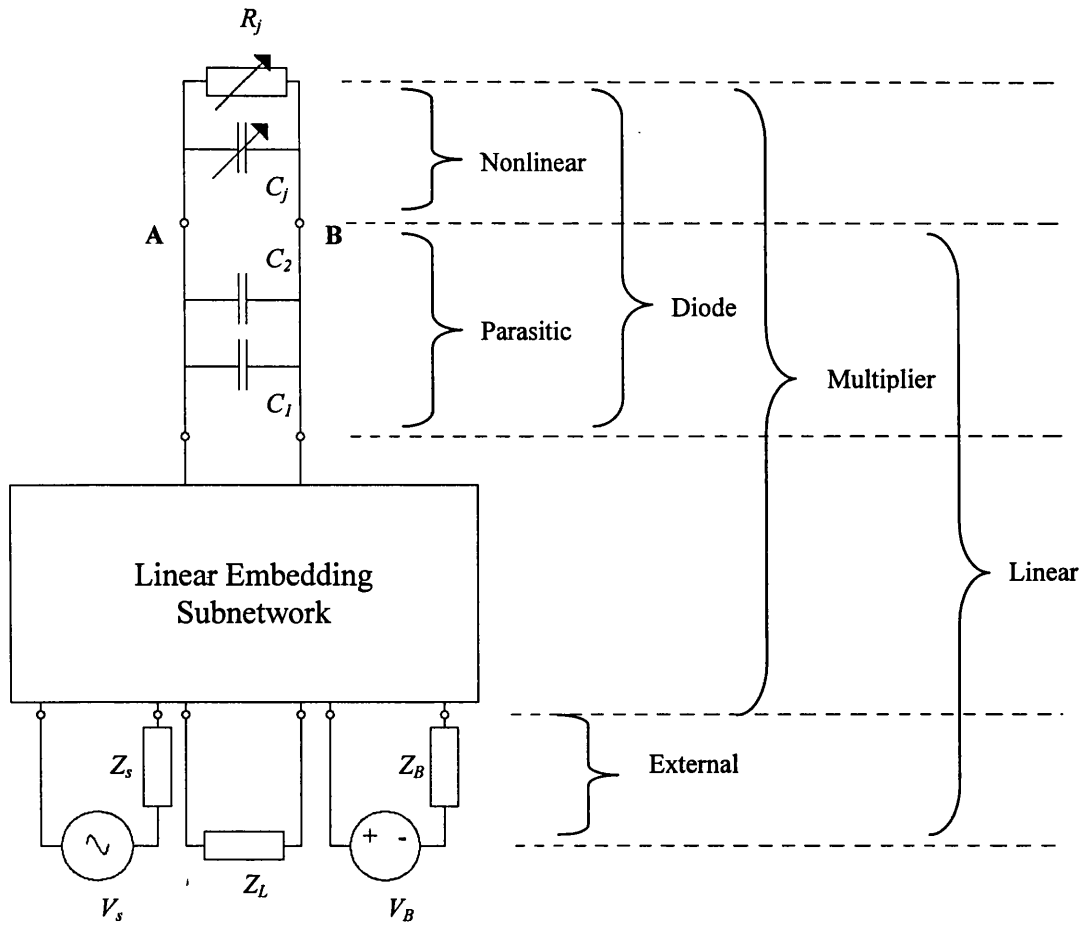 R_j
C_j
Nonlinear
A
B
C_2
Diode
Parasitic
Multiplier
C_1
Linear Embedding
Subnetwork
Linear
Z_s
Z_B
External
+ -
Z_L
V_s
V_B